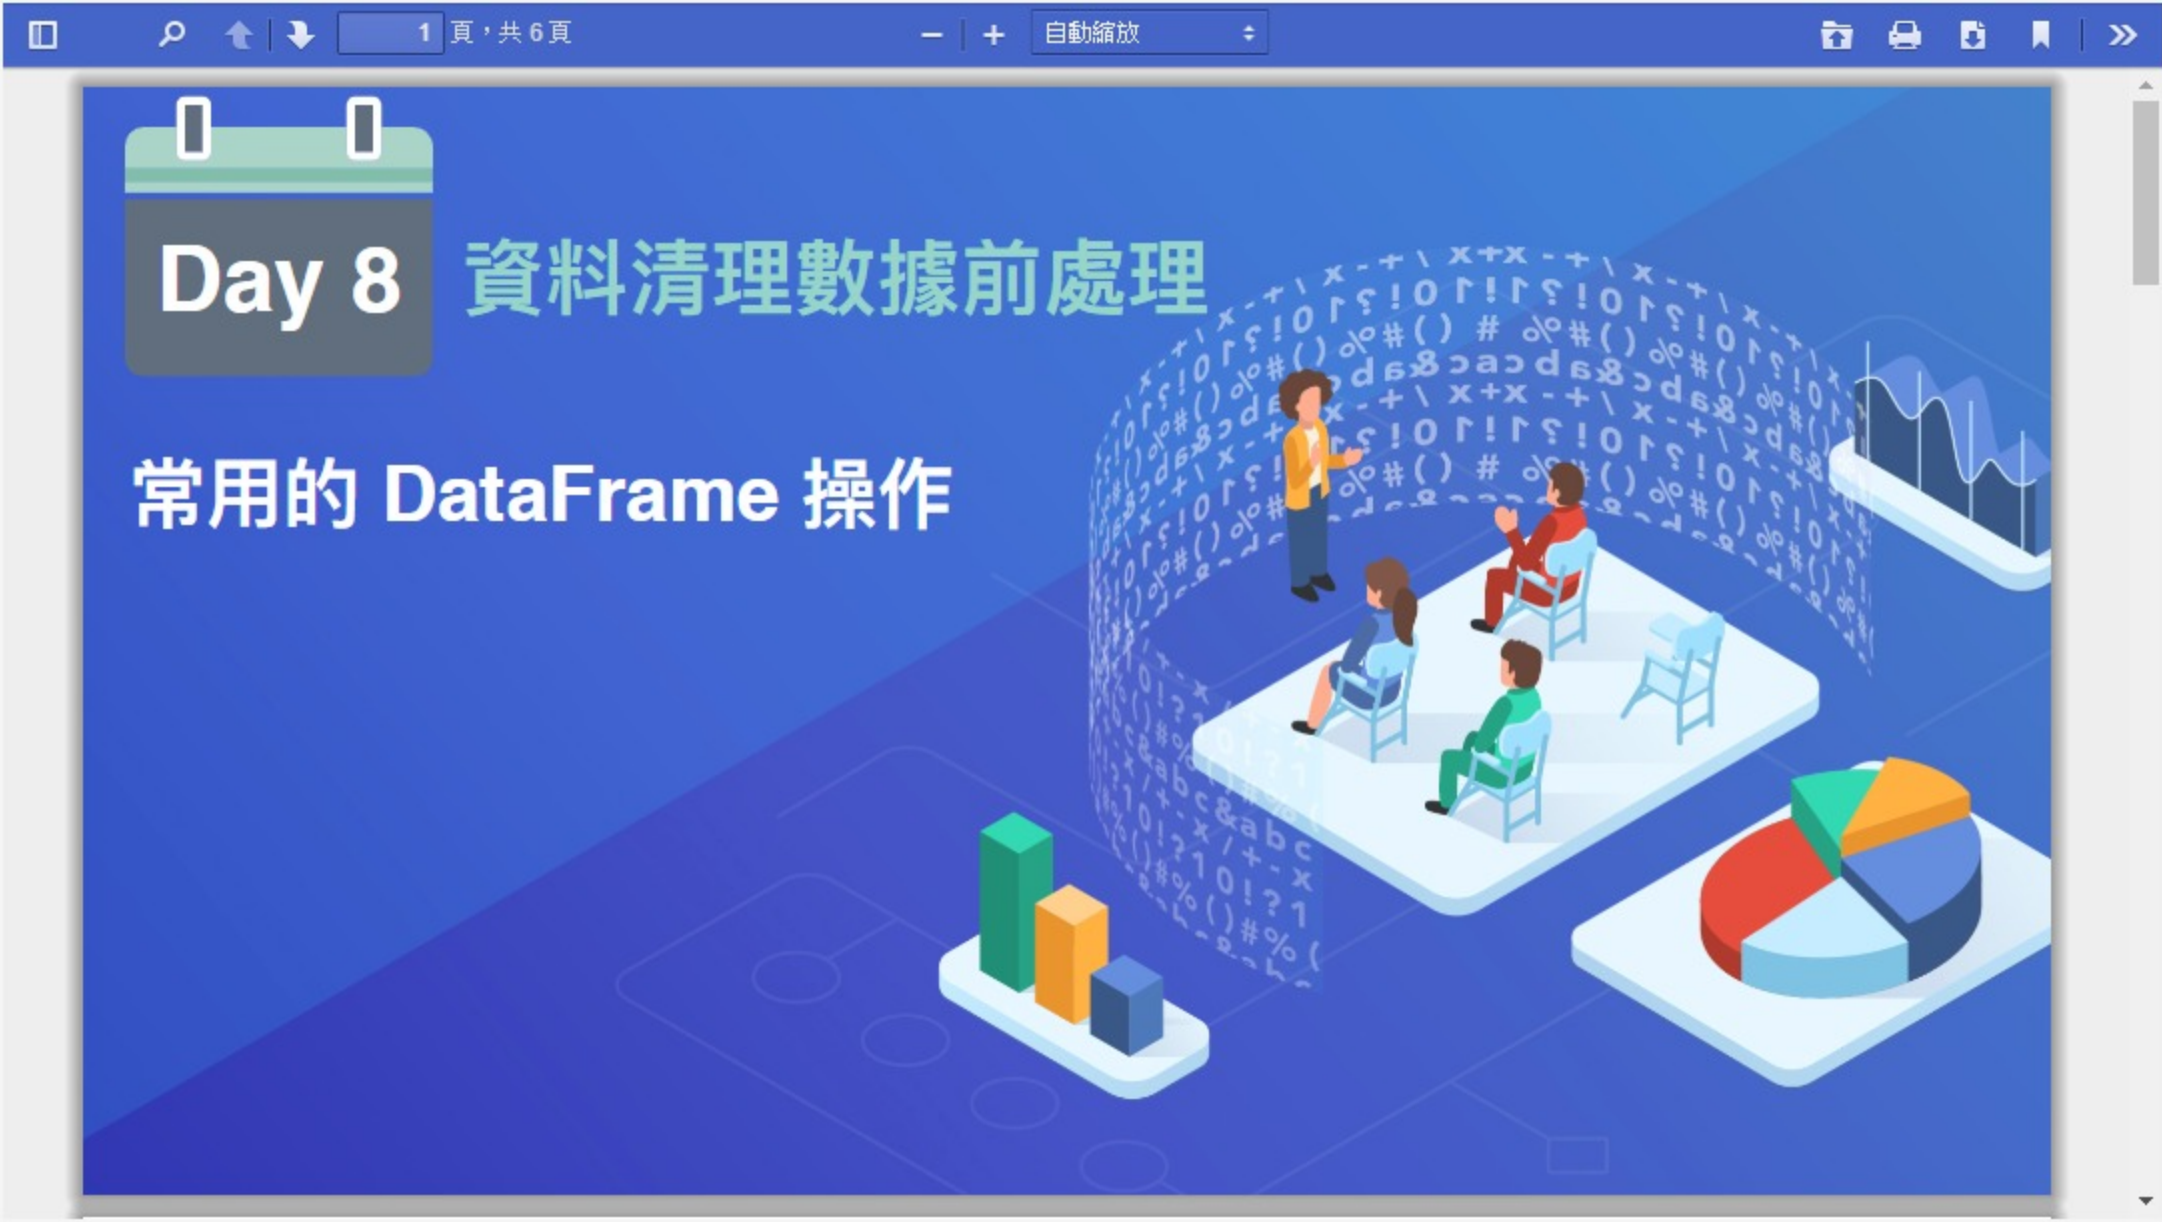 1 頁，共 6 頁
自動縮放
Day 8
資料清理數據前處理
常用的 DataFrame 操作